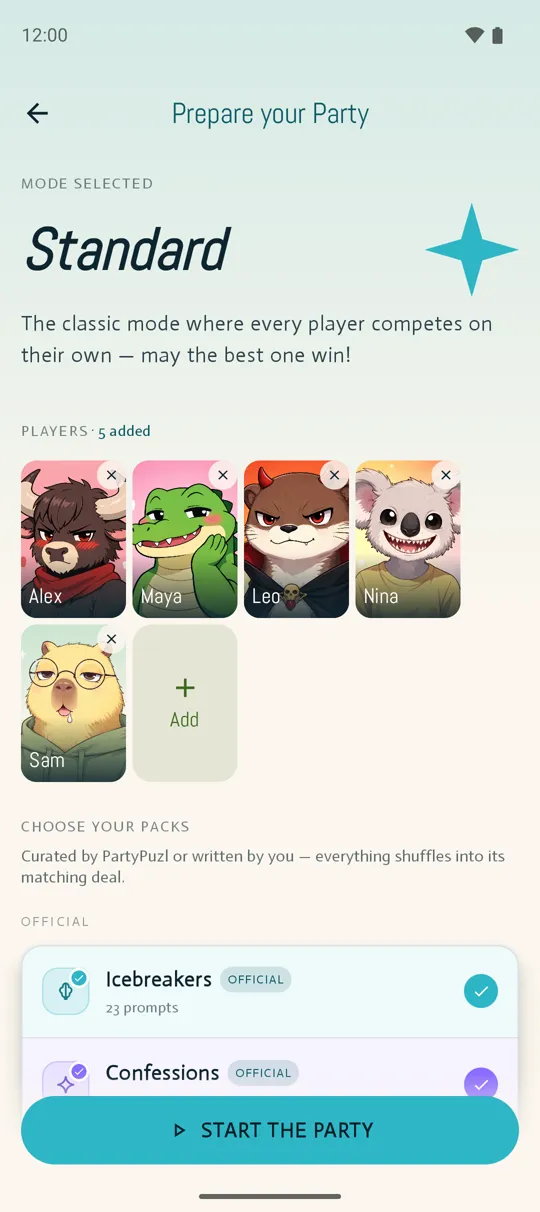 12:00
Prepare your Party
MODE SELECTED
Standard
The classic mode where every player competes on
their own — may the best one win!
PLAYERS · 5 added
Alex
Maya
Leo
Nina
Sam
Add
CHOOSE YOUR PACKS
Curated by PartyPuzl or written by you — everything shuffles into its
matching deal.
OFFICIAL
Icebreakers OFFICIAL
23 prompts
Confessions OFFICIAL
START THE PARTY